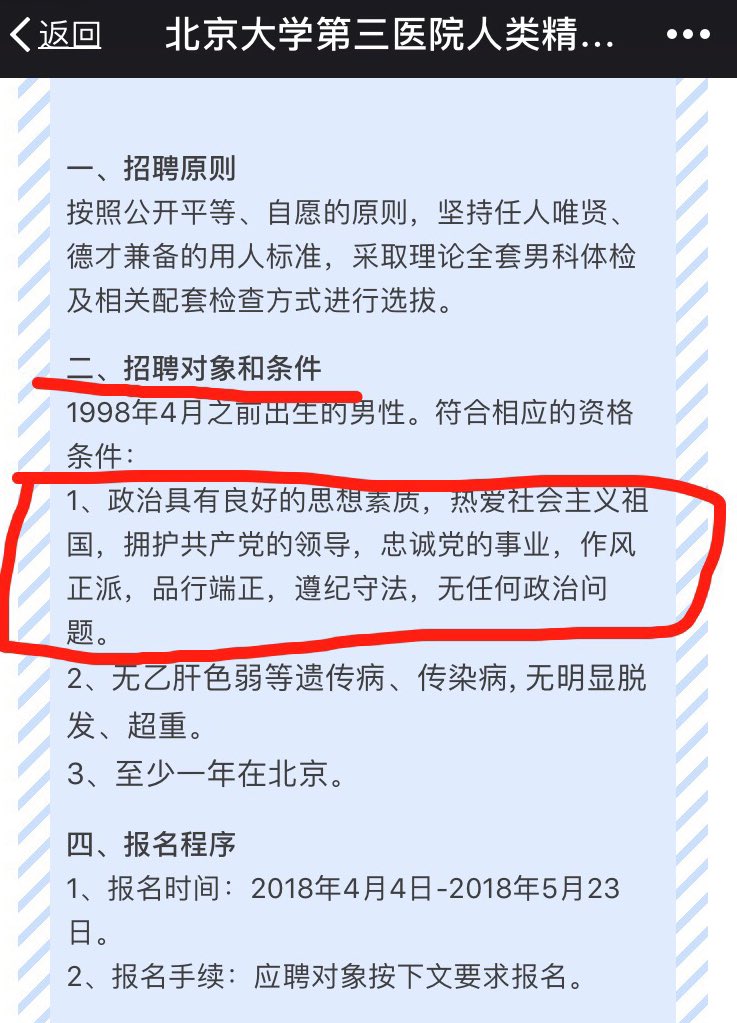 返回 北京大学第三医院人类精...
一、招聘原则
按照公开平等、自愿的原则，坚持任人唯贤、
德才兼备的用人标准，采取理论全套男科体检
及相关配套检查方式进行选拔。
二、招聘对象和条件
1998年4月之前出生的男性。符合相应的资格
条件：
1、政治具有良好的思想素质，热爱社会主义祖
国，拥护共产党的领导，忠诚党的事业，作风
正派，品行端正，遵纪守法，无任何政治问
题。
2、无乙肝色弱等遗传病、传染病, 无明显脱
发、超重。
3、至少一年在北京。
四、报名程序
1、报名时间：2018年4月4日-2018年5月23
日。
2、报名手续：应聘对象按下文要求报名。